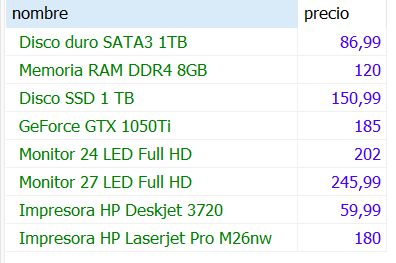 nombre precio
Disco duro SATA3 1TB 86,99
Memoria RAM DDR4 8GB 120
Disco SSD 1 TB 150,99
GeForce GTX 1050Ti 185
Monitor 24 LED Full HD 202
Monitor 27 LED Full HD 245,99
Impresora HP Deskjet 3720 59,99
Impresora HP Laserjet Pro M26nw 180